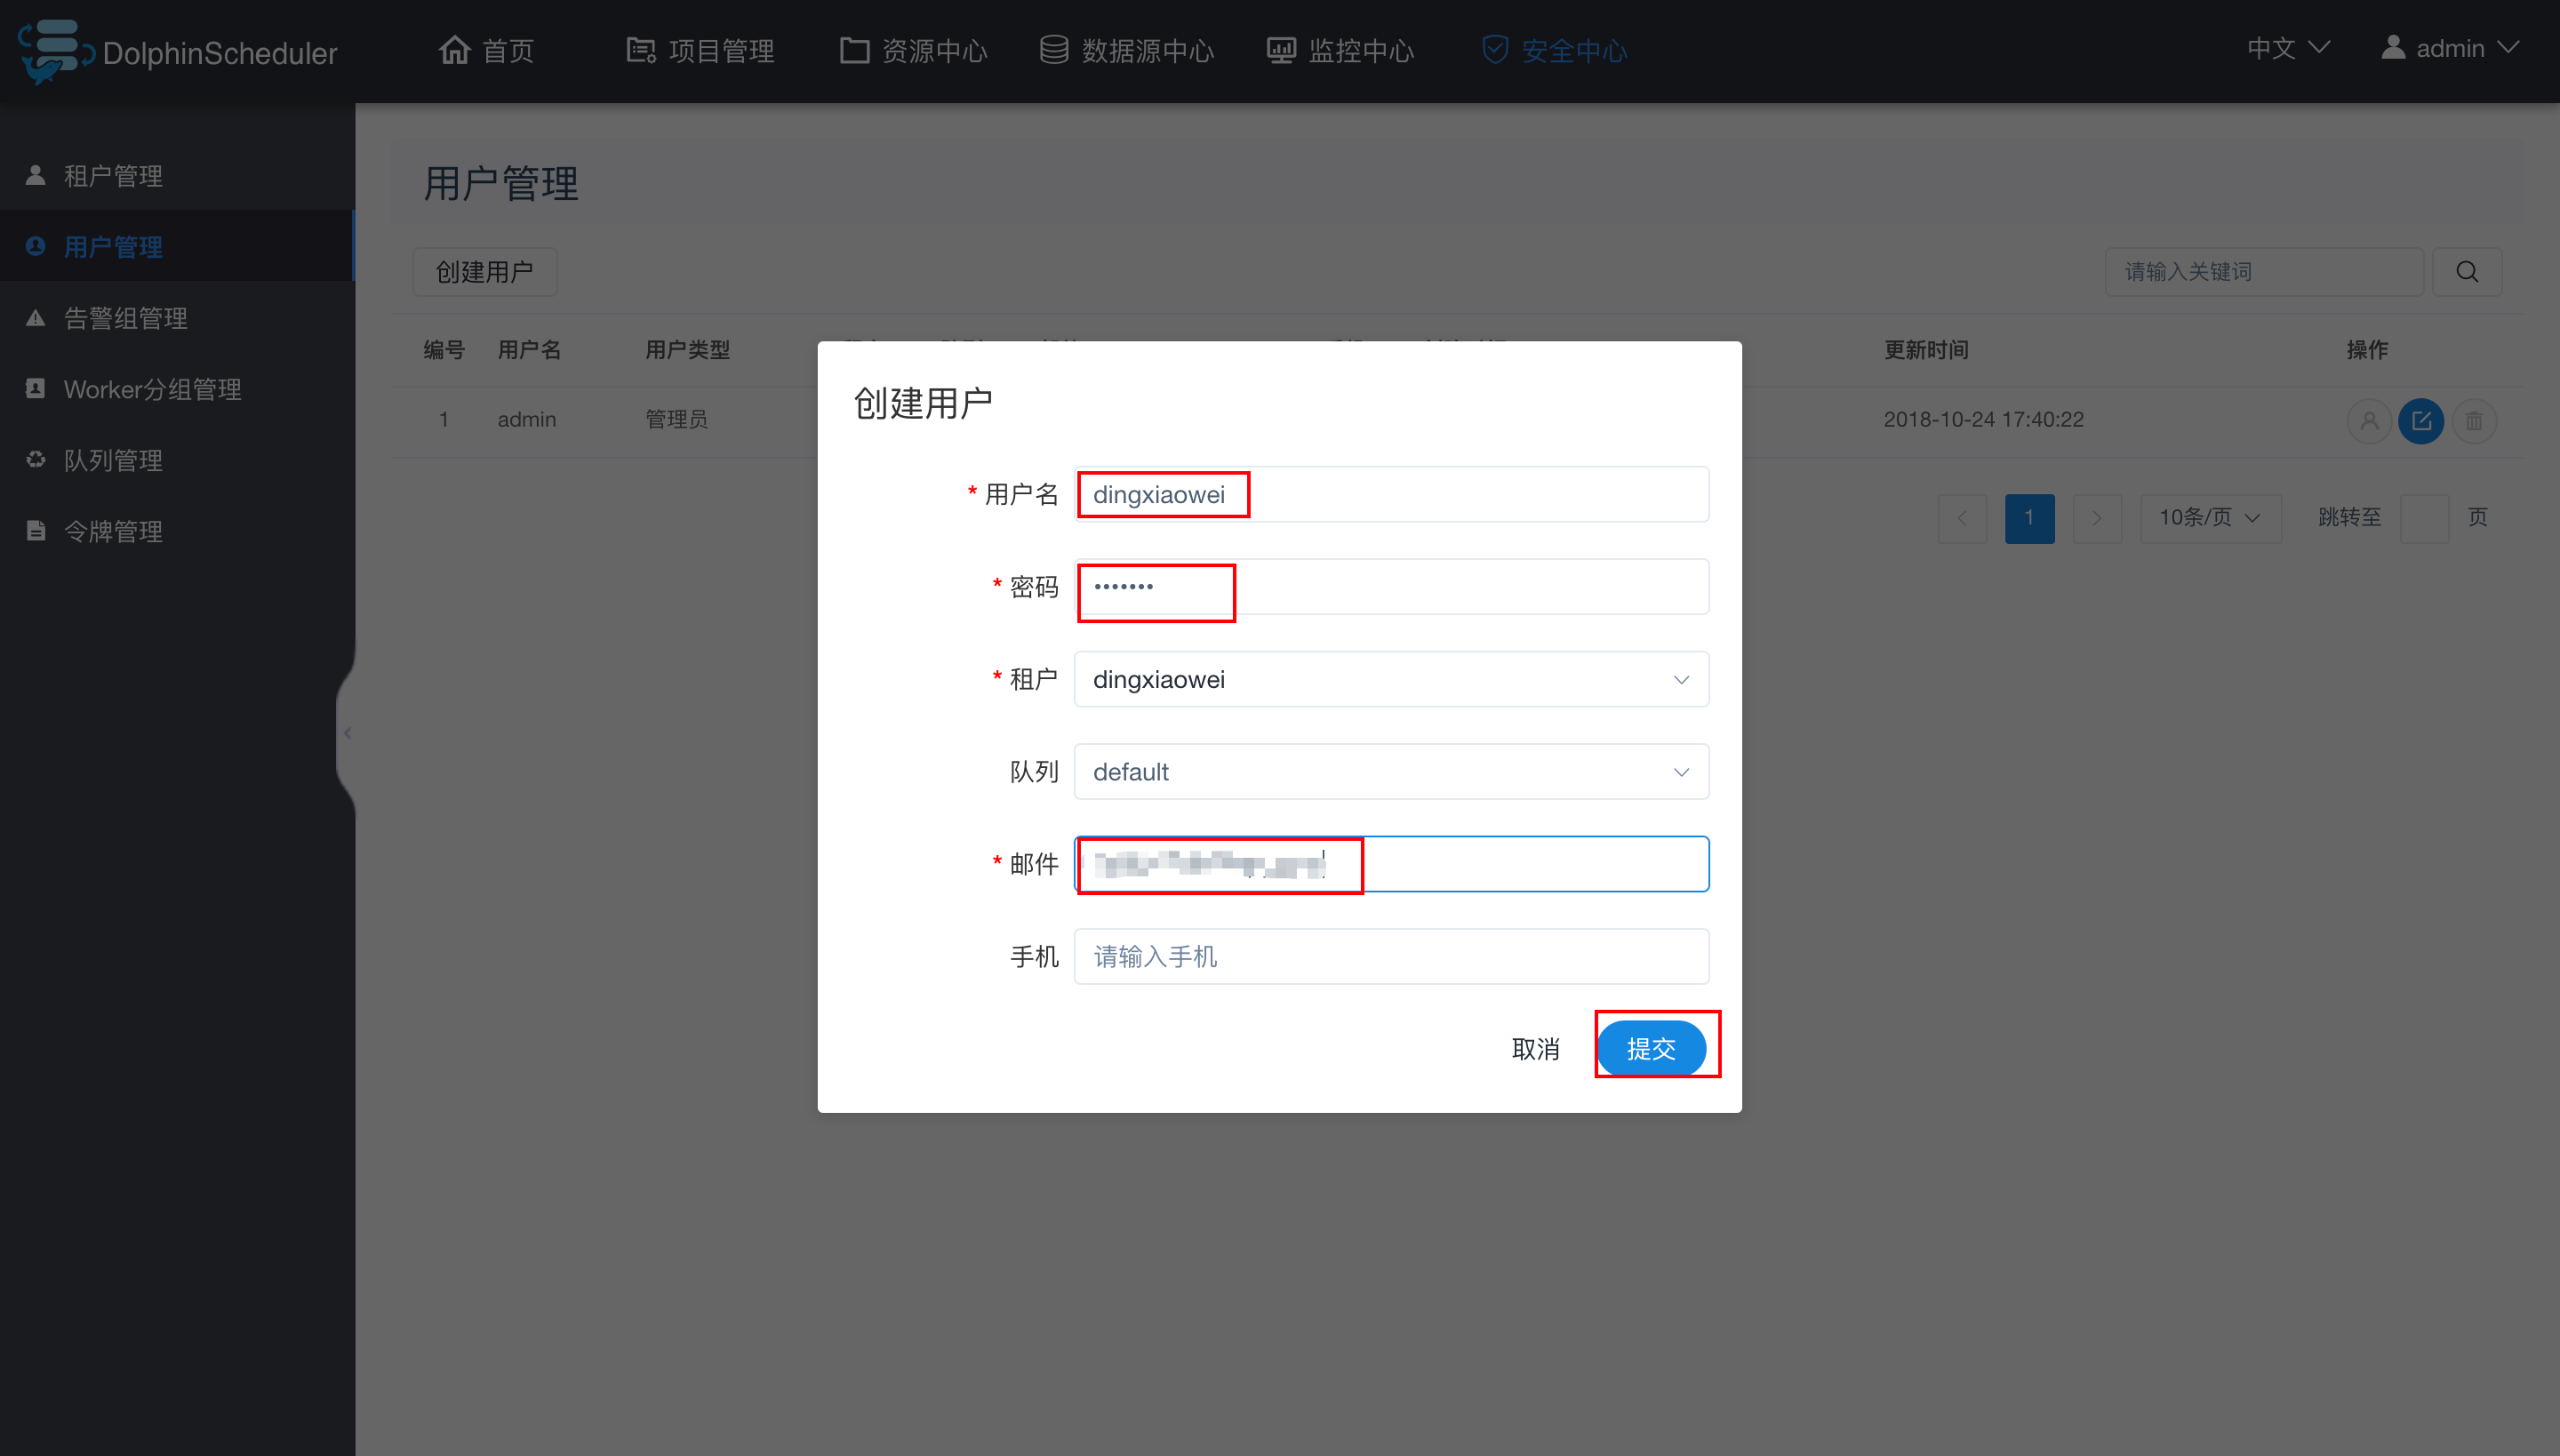 DolphinScheduler
首页
项目管理
资源中心
数据源中心
监控中心
安全中心
中文
admin
租户管理
用户管理
告警组管理
Worker分组管理
队列管理
令牌管理
用户管理
创建用户
请输入关键词
编号 用户名 用户类型 更新时间 操作
1 admin 管理员 2018-10-24 17:40:22
1
10条/页
跳转至
页
创建用户
* 用户名 dingxiaowei
* 密码 •••••••
* 租户 dingxiaowei
队列 default
* 邮件
手机 请输入手机
取消
提交